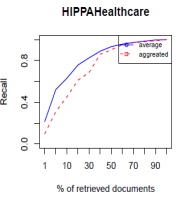 HIPPAHealthcare
average
aggreated
Recall
0.0 0.4 0.8
1 10 30 50 70 90
% of retrieved documents